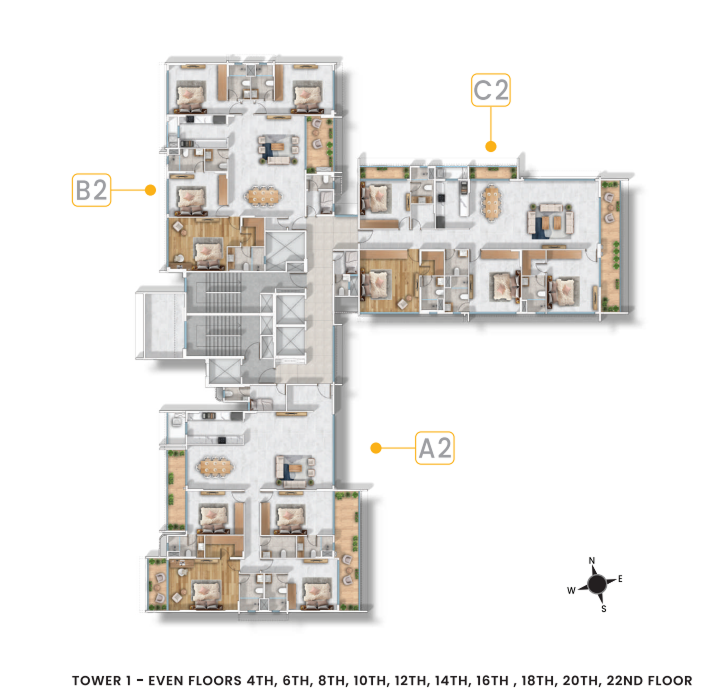 C2
B2
A2
N
W E
S
TOWER 1 - EVEN FLOORS 4TH, 6TH, 8TH, 10TH, 12TH, 14TH, 16TH , 18TH, 20TH, 22ND FLOOR